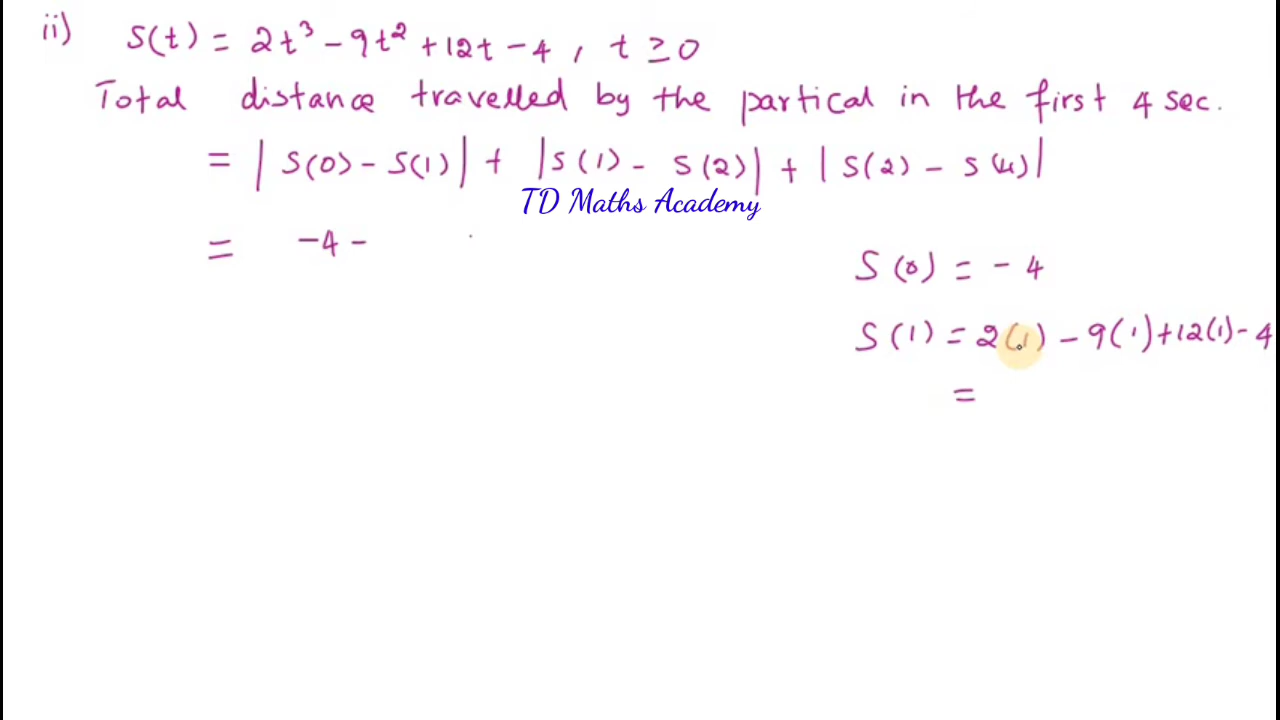 ii) S(t) = 2t³ - 9t² + 12t - 4 , t ≥ 0
Total distance travelled by the partical in the first 4 sec.
= | S(0) - S(1) | + | S(1) - S(2) | + | S(2) - S(4) |
TD Maths Academy
= -4 -
S(0) = - 4
S(1) = 2(1) - 9(1) + 12(1) - 4
=